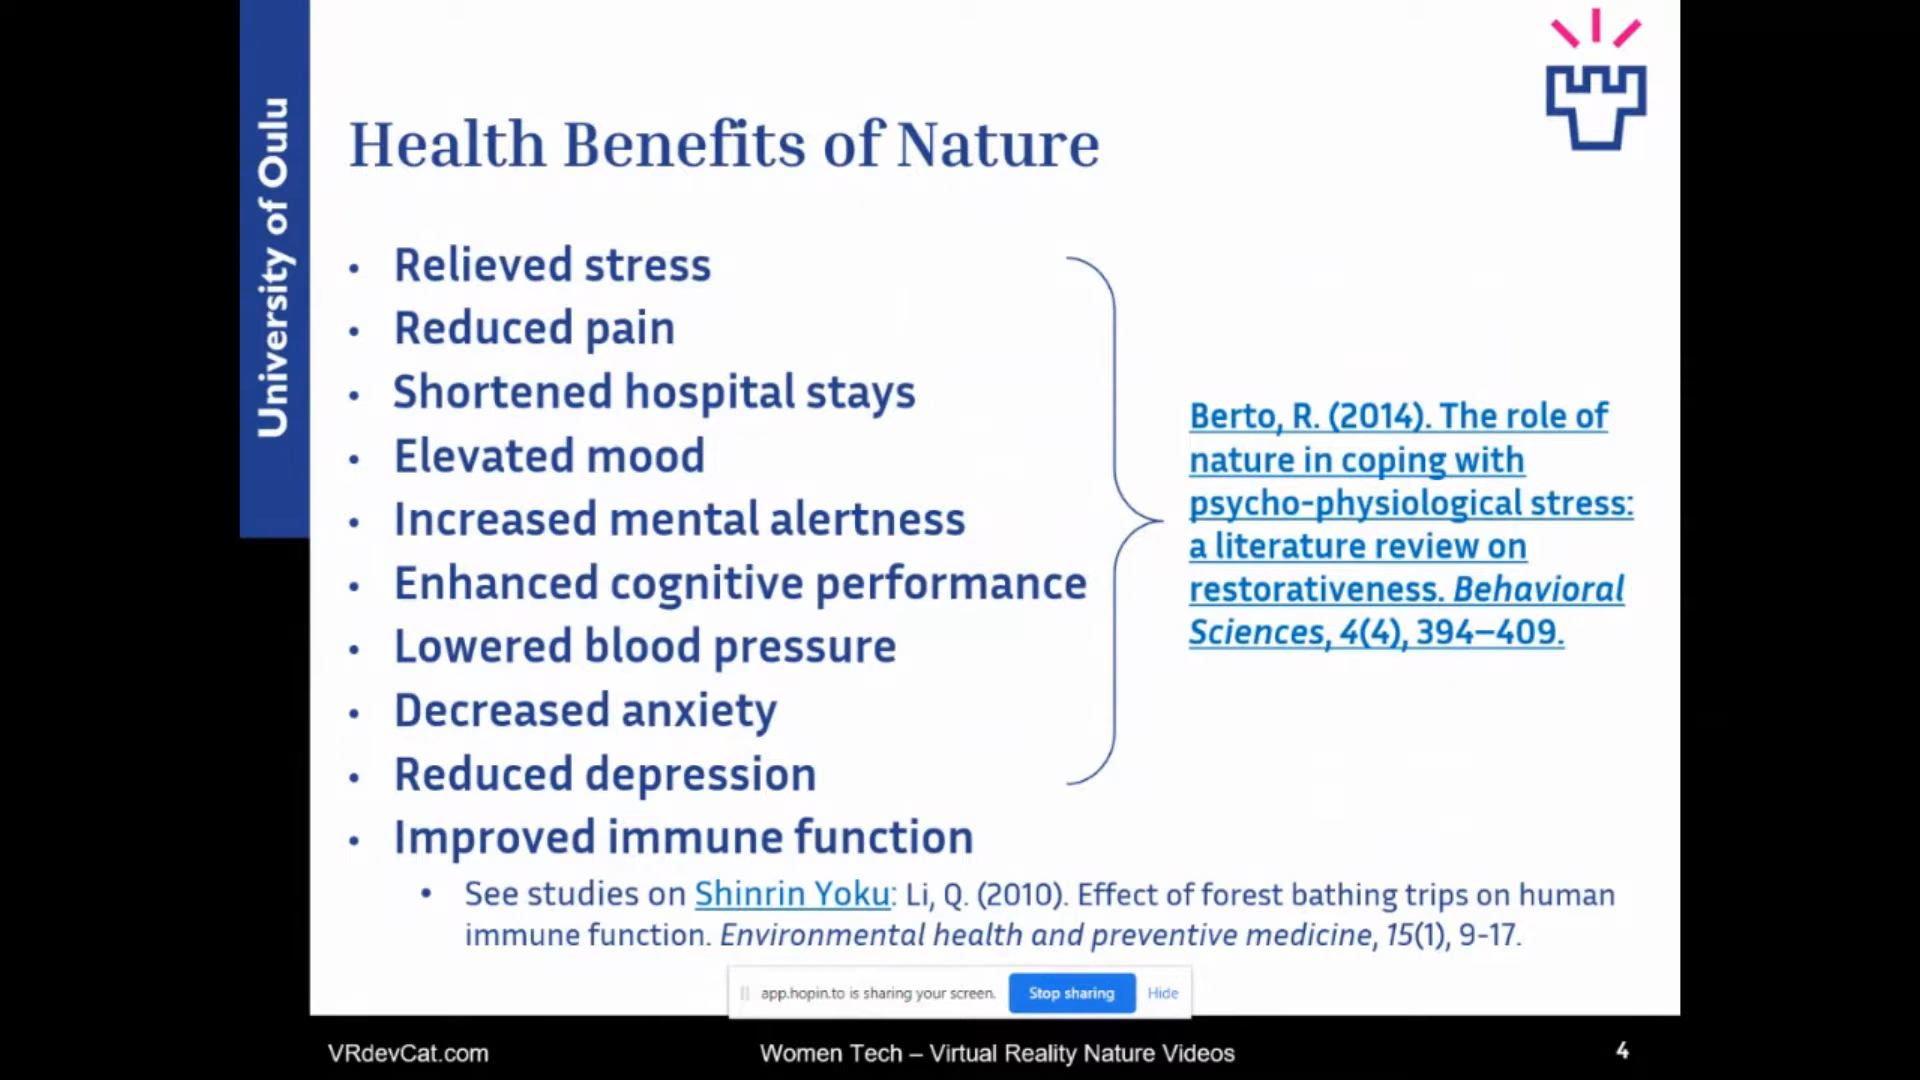 University of Oulu
Health Benefits of Nature
• Relieved stress
• Reduced pain
• Shortened hospital stays
• Elevated mood
• Increased mental alertness
• Enhanced cognitive performance
• Lowered blood pressure
• Decreased anxiety
• Reduced depression
• Improved immune function
• See studies on Shinrin Yoku: Li, Q. (2010). Effect of forest bathing trips on human
immune function. Environmental health and preventive medicine, 15(1), 9-17.
Berto, R. (2014). The role of
nature in coping with
psycho-physiological stress:
a literature review on
restorativeness. Behavioral
Sciences, 4(4), 394–409.
app.hopin.to is sharing your screen.
Stop sharing
Hide
VRdevCat.com
Women Tech – Virtual Reality Nature Videos
4